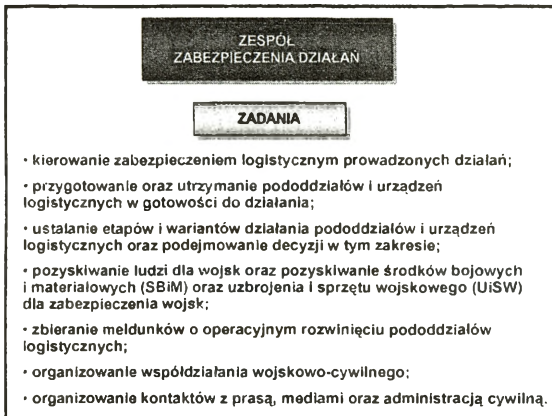 ZESPÓŁ
ZABEZPIECZENIA DZIAŁAŃ
ZADANIA
• kierowanie zabezpieczeniem logistycznym prowadzonych działań;
• przygotowanie oraz utrzymanie pododdziałów i urządzeń
logistycznych w gotowości do działania;
• ustalanie etapów i wariantów działania pododdziałów i urządzeń
logistycznych oraz podejmowanie decyzji w tym zakresie;
• pozyskiwanie ludzi dla wojsk oraz pozyskiwanie środków bojowych
i materiałowych (SBiM) oraz uzbrojenia i sprzętu wojskowego (UiSW)
dla zabezpieczenia wojsk;
• zbieranie meldunków o operacyjnym rozwinięciu pododdziałów
logistycznych;
• organizowanie współdziałania wojskowo-cywilnego;
• organizowanie kontaktów z prasą, mediami oraz administracją cywilną.